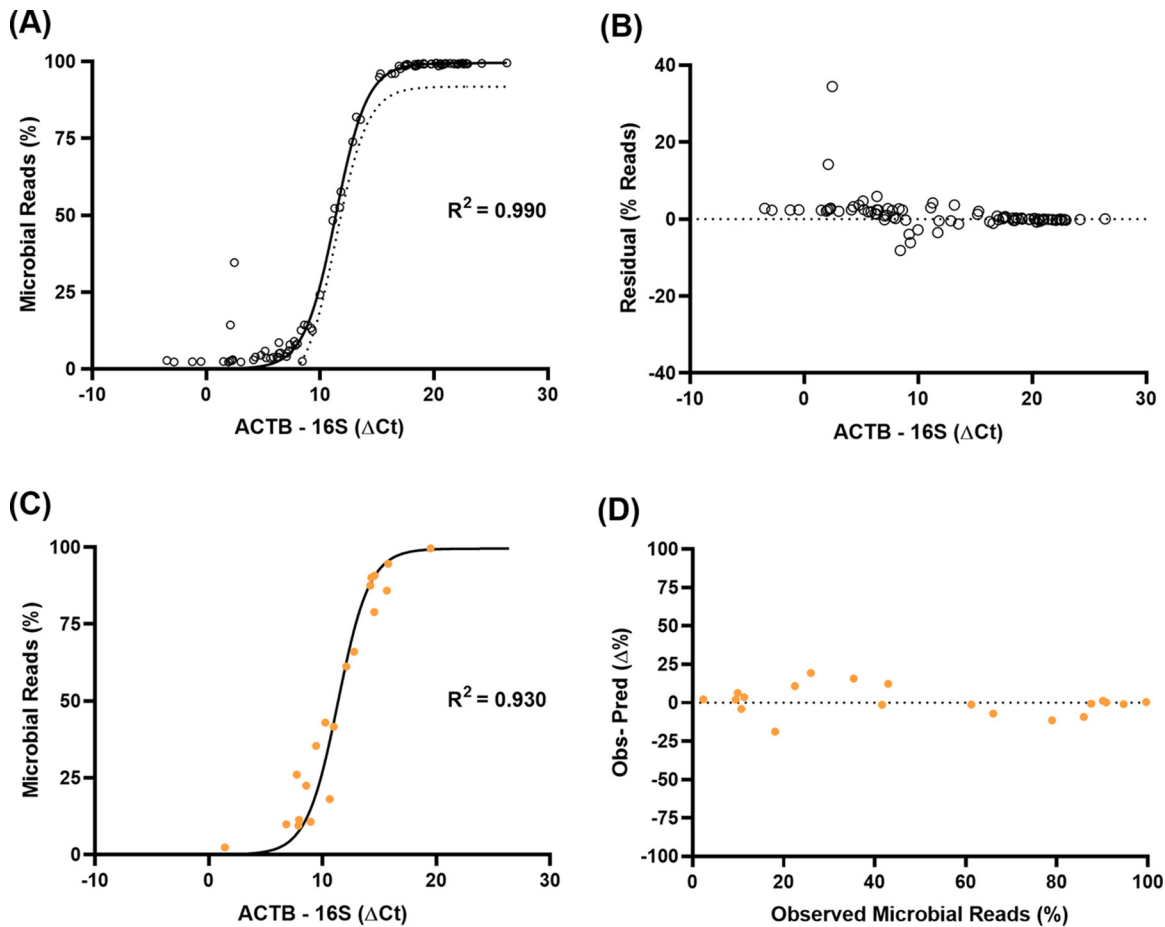 (A)
100
75
50
25
0
Microbial Reads (%)
R² = 0.990
-10 0 10 20 30
ACTB - 16S (ΔCt)
(B)
40
20
0
-20
-40
Residual (% Reads)
-10 0 10 20 30
ACTB - 16S (ΔCt)
(C)
100
75
50
25
0
Microbial Reads (%)
R² = 0.930
-10 0 10 20 30
ACTB - 16S (ΔCt)
(D)
100
75
50
25
0
-25
-50
-75
-100
Obs- Pred (Δ%)
0 20 40 60 80 100
Observed Microbial Reads (%)